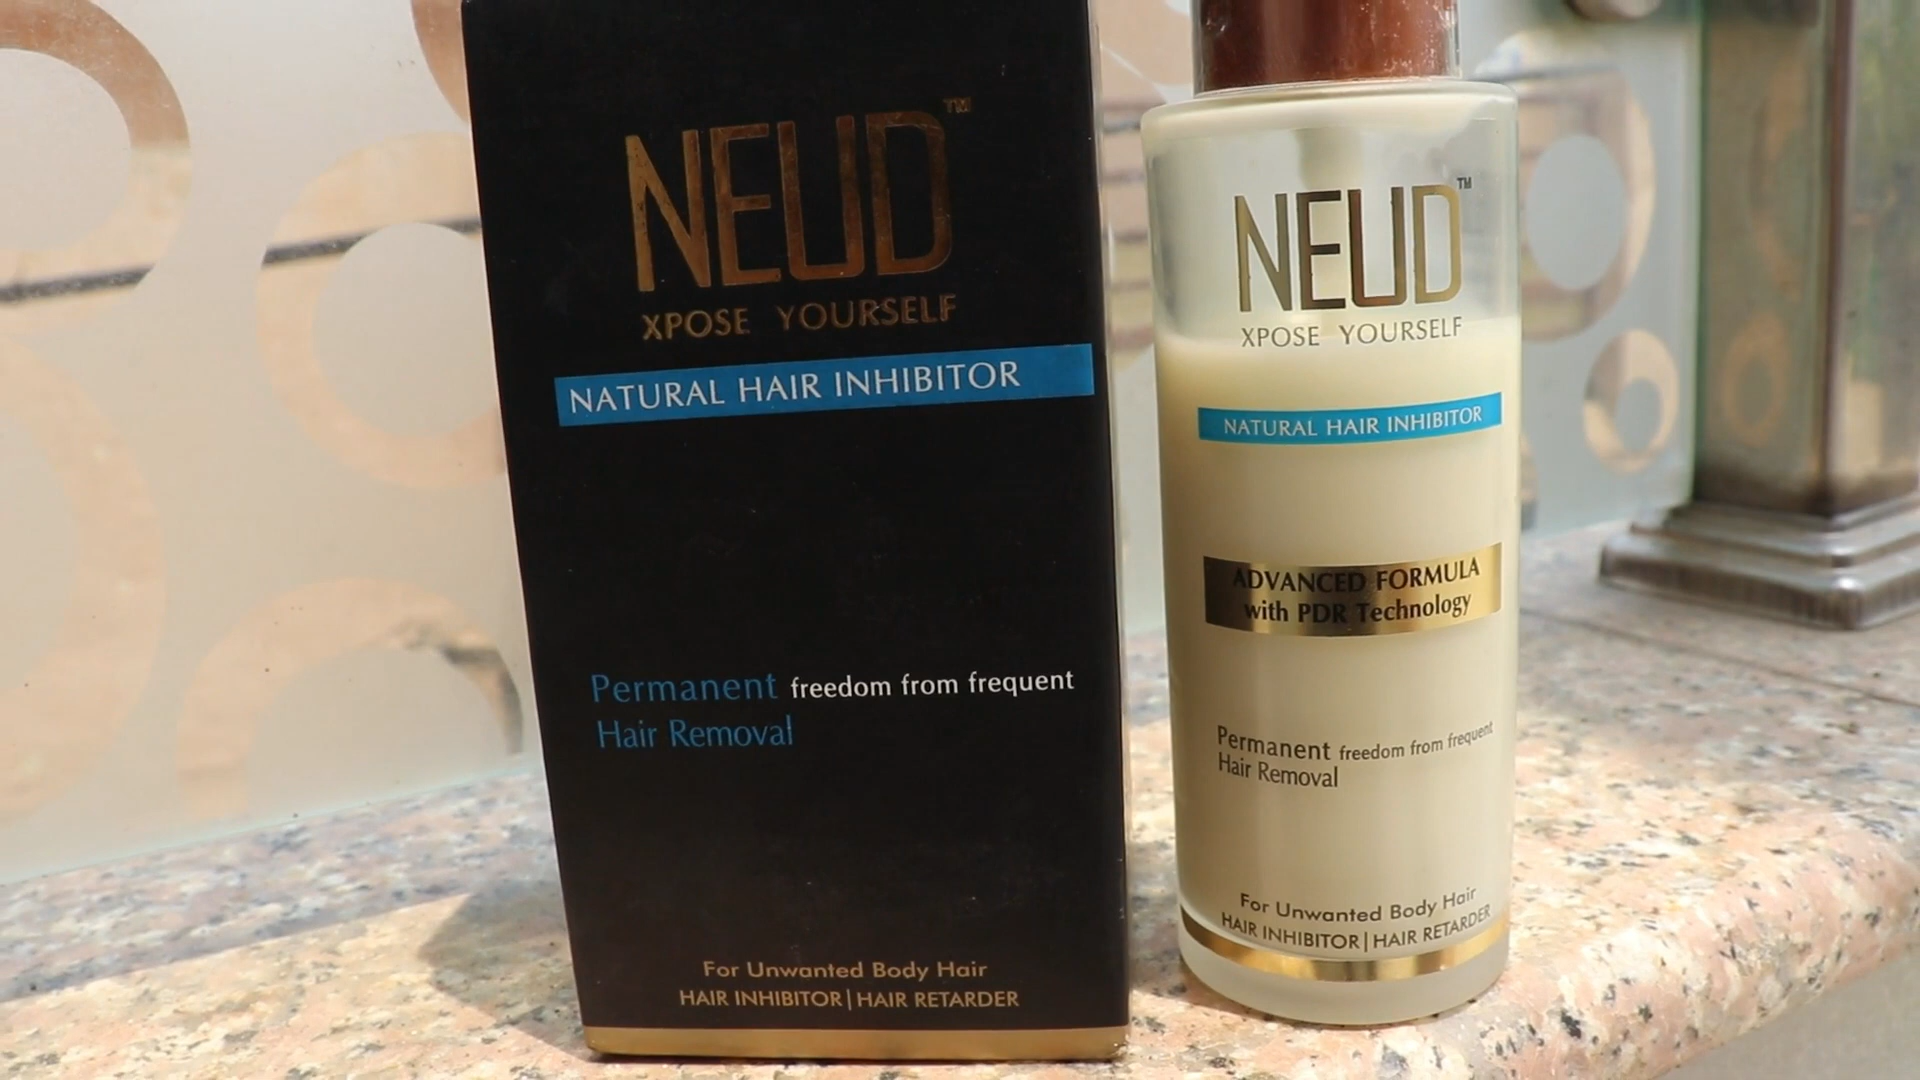 NEUD™
XPOSE YOURSELF
NATURAL HAIR INHIBITOR
Permanent freedom from frequent
Hair Removal
For Unwanted Body Hair
HAIR INHIBITOR|HAIR RETARDER
NEUD™
XPOSE YOURSELF
NATURAL HAIR INHIBITOR
ADVANCED FORMULA
with PDR Technology
Permanent freedom from frequent
Hair Removal
For Unwanted Body Hair
HAIR INHIBITOR|HAIR RETARDER